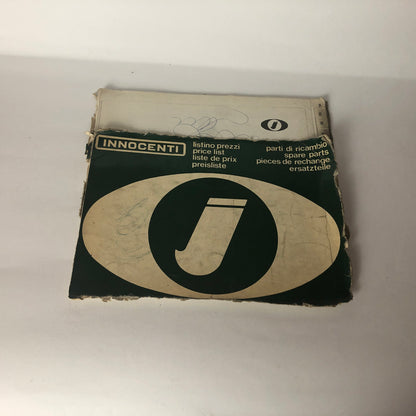 INNOCENTI
listino prezzi
price list
liste de prix
preisliste
parti di ricambio
spare parts
pieces de rechange
ersatzteile
j